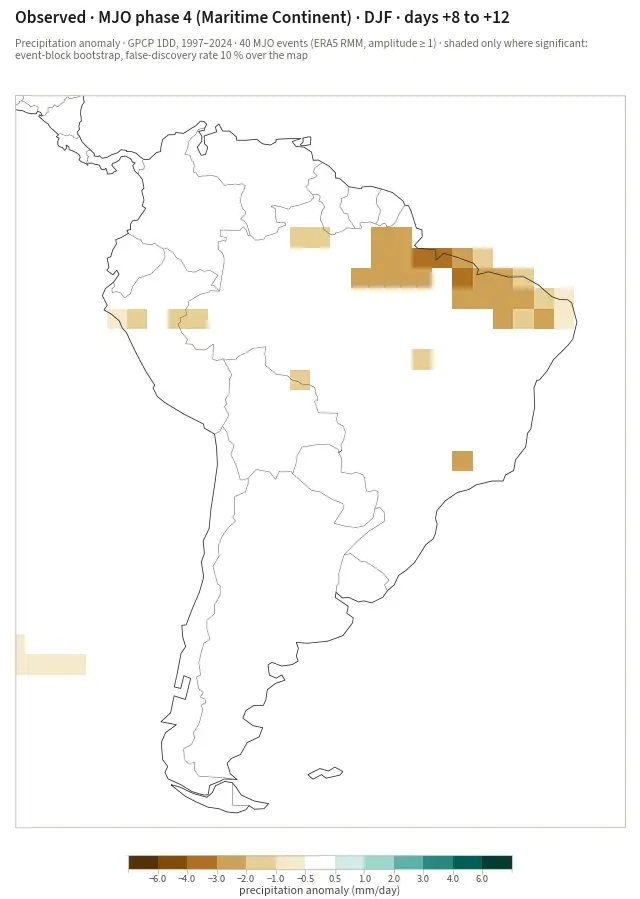 Observed · MJO phase 4 (Maritime Continent) · DJF · days +8 to +12
Precipitation anomaly · GPCP 1DD, 1997–2024 · 40 MJO events (ERA5 RMM, amplitude ≥ 1) · shaded only where significant:
event-block bootstrap, false-discovery rate 10 % over the map
−6.0 −4.0 −3.0 −2.0 −1.0 −0.5 0.5 1.0 2.0 3.0 4.0 6.0
precipitation anomaly (mm/day)